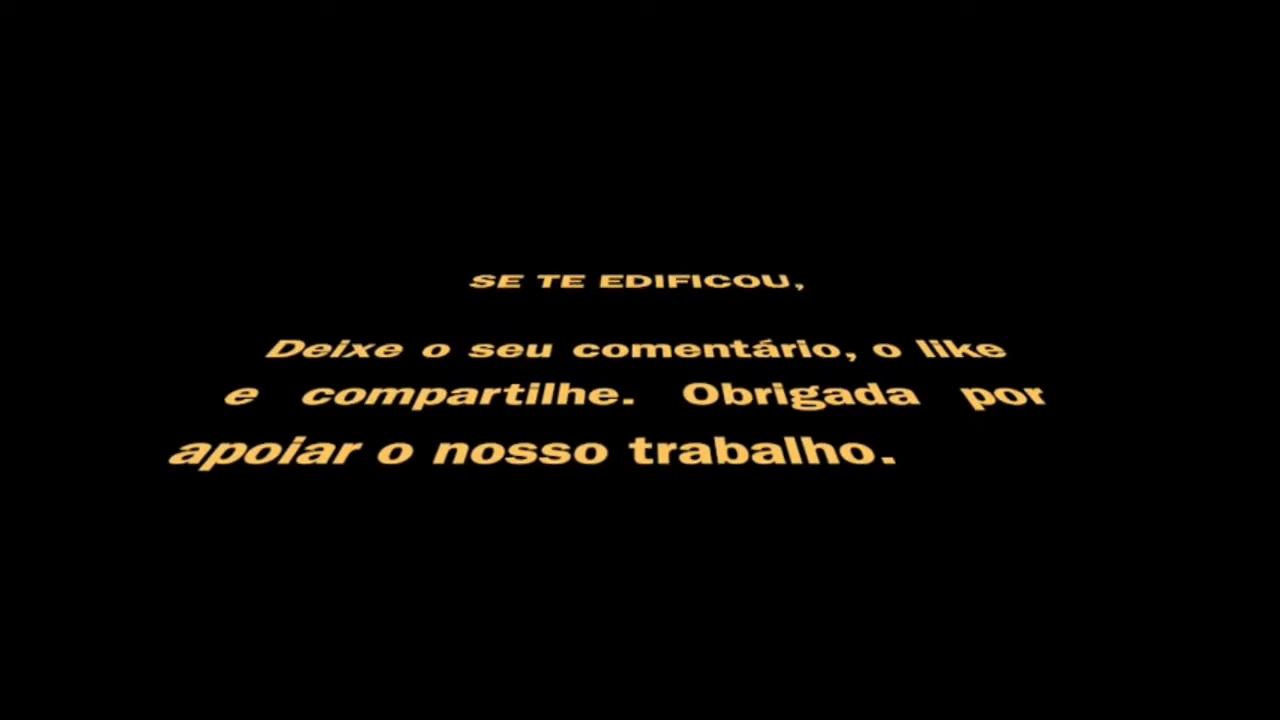 SE TE EDIFICOU,
Deixe o seu comentário, o like
e compartilhe. Obrigada por
apoiar o nosso trabalho.